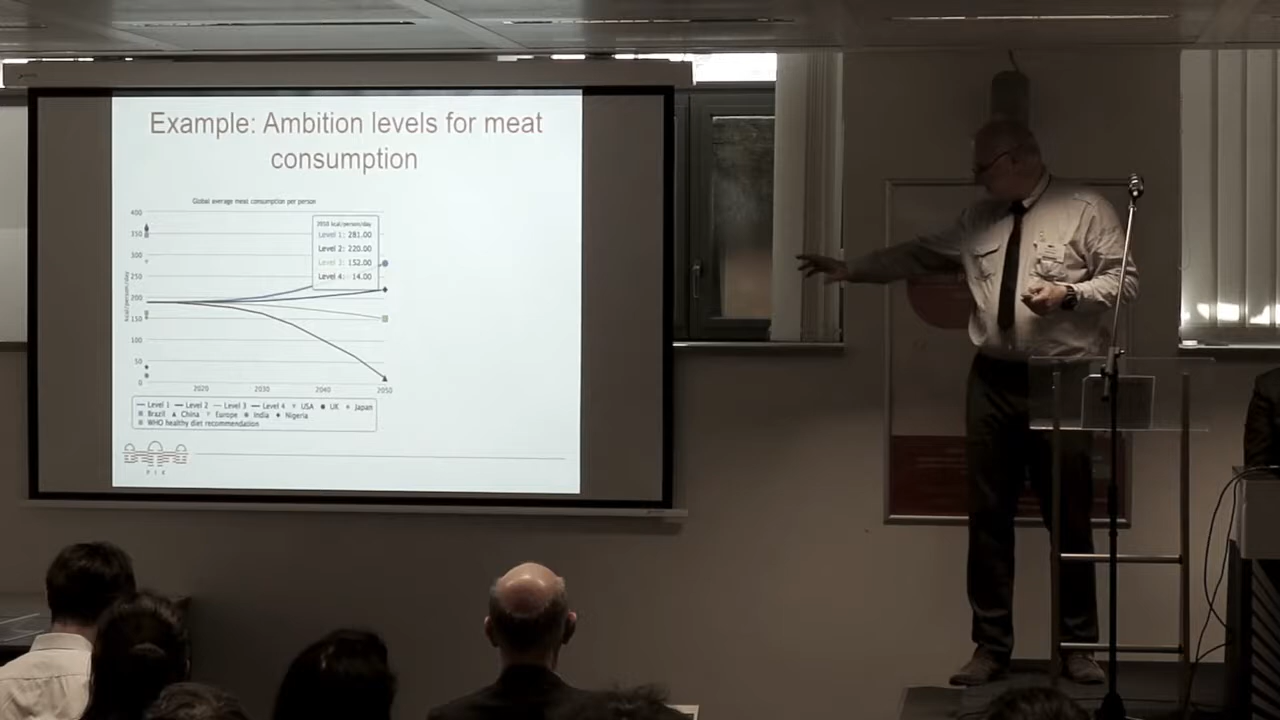 Example: Ambition levels for meat
consumption
Global average meat consumption per person
400
350
300
250
200
150
100
50
0
kcal/person/day
2050 kcal/person/day
Level 1: 281.00
Level 2: 220.00
Level 3: 152.00
Level 4: 14.00
2020 2030 2040 2050
Level 1 Level 2 Level 3 Level 4 USA UK Japan
Brazil China Europe India Nigeria
WHO healthy diet recommendation
P I K